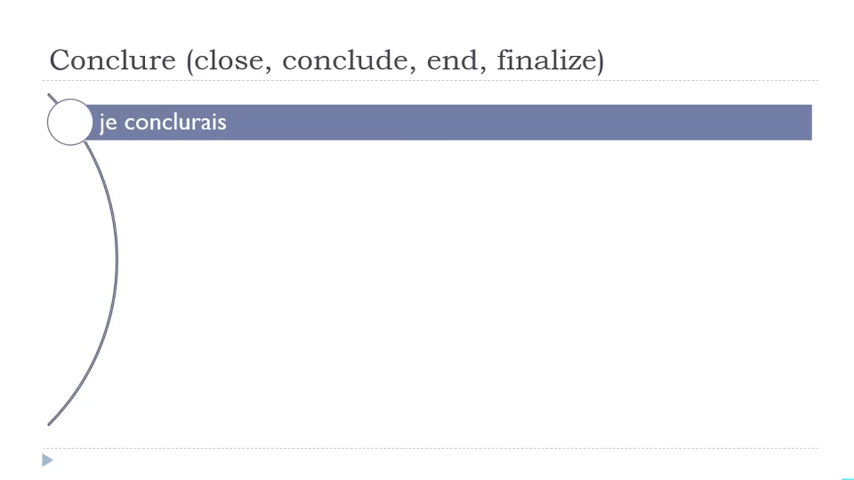 Conclure (close, conclude, end, finalize)
je conclurais